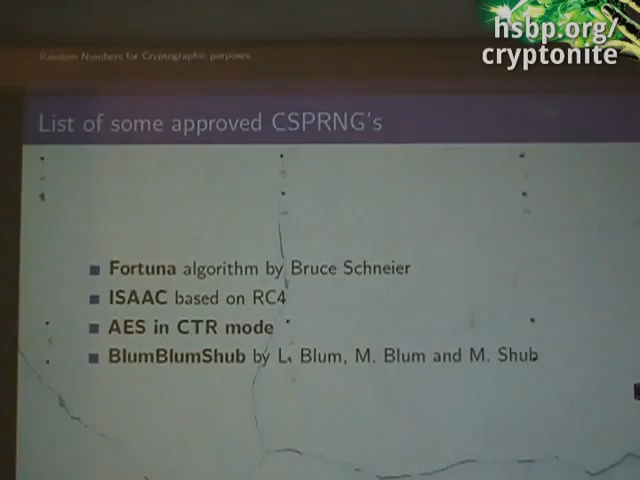 hsbp.org/
cryptonite
Random Numbers for Cryptographic purposes
List of some approved CSPRNG's
Fortuna algorithm by Bruce Schneier
ISAAC based on RC4
AES in CTR mode
BlumBlumShub by L. Blum, M. Blum and M. Shub